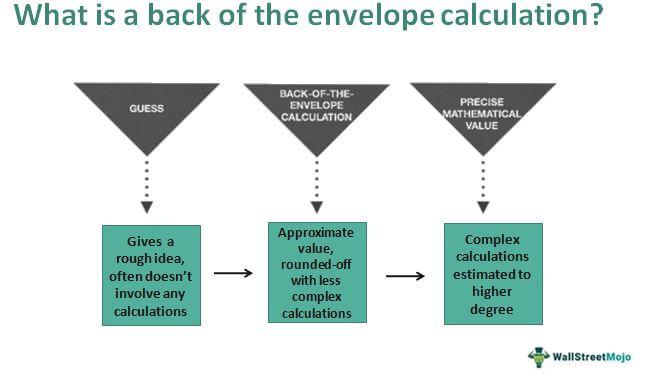 What is a back of the envelope calculation?
GUESS
BACK-OF-THE-
ENVELOPE
CALCULATION
PRECISE
MATHEMATICAL
VALUE
Gives a
rough idea,
often doesn't
involve any
calculations
Approximate
value,
rounded-off
with less
complex
calculations
Complex
calculations
estimated to
higher
degree
WallStreetMojo